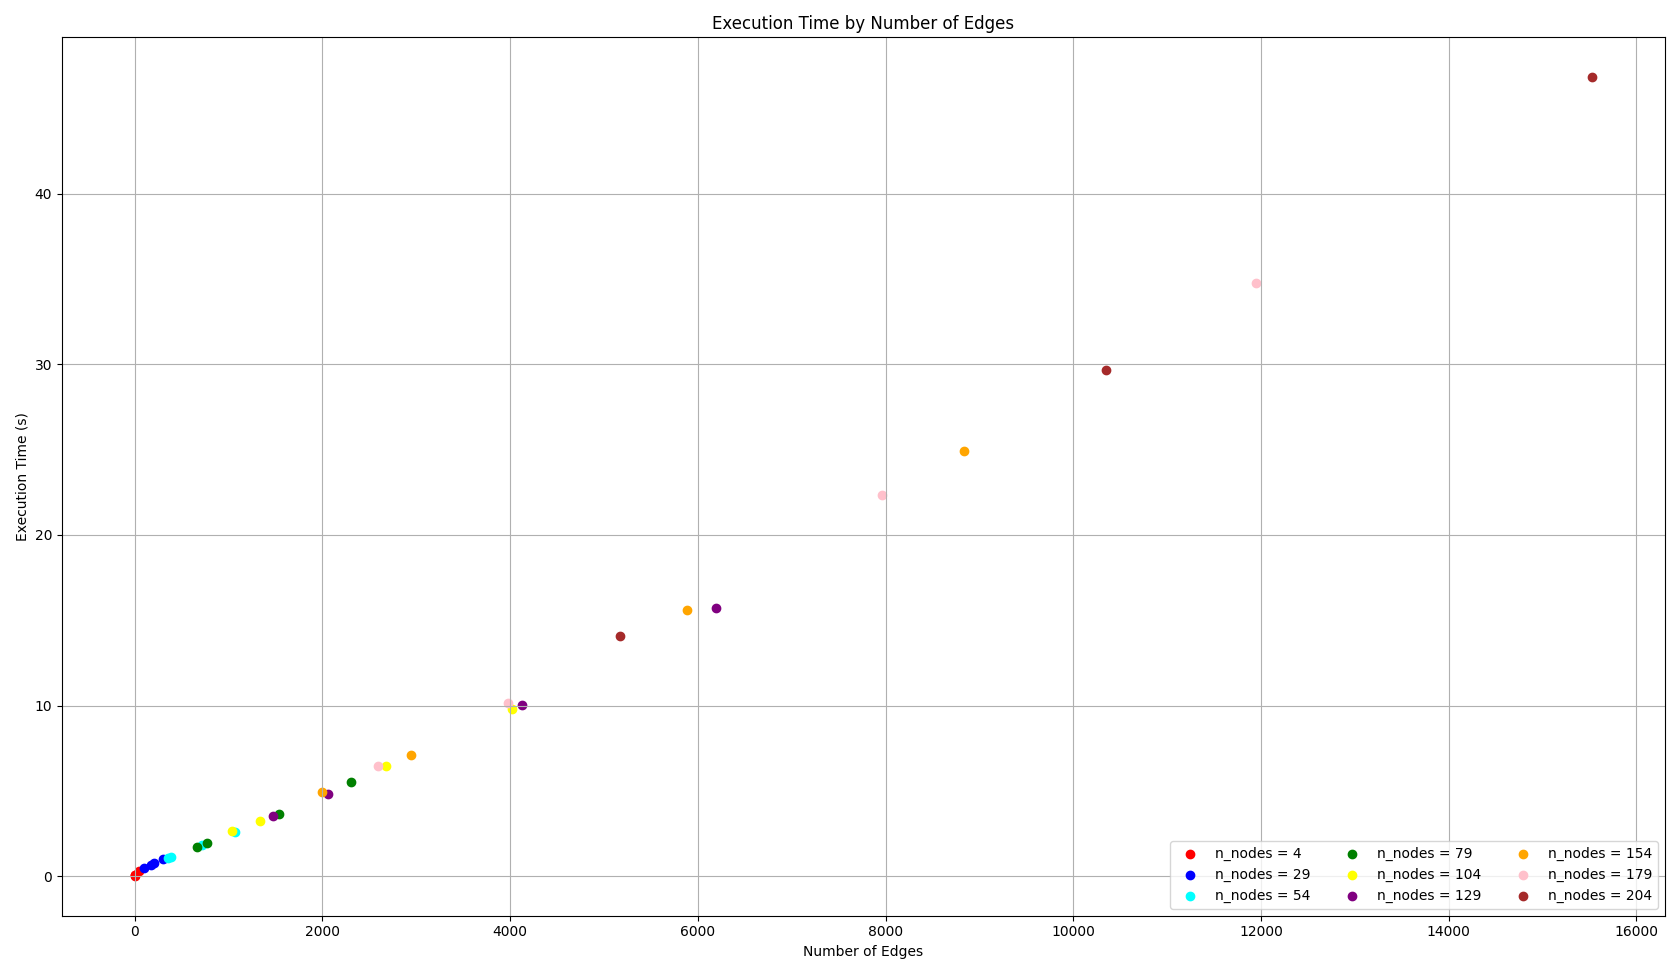 Execution Time by Number of Edges
Execution Time (s)
40
30
20
10
0
0 2000 4000 6000 8000 10000 12000 14000 16000
Number of Edges
n_nodes = 4 n_nodes = 79 n_nodes = 154
n_nodes = 29 n_nodes = 104 n_nodes = 179
n_nodes = 54 n_nodes = 129 n_nodes = 204